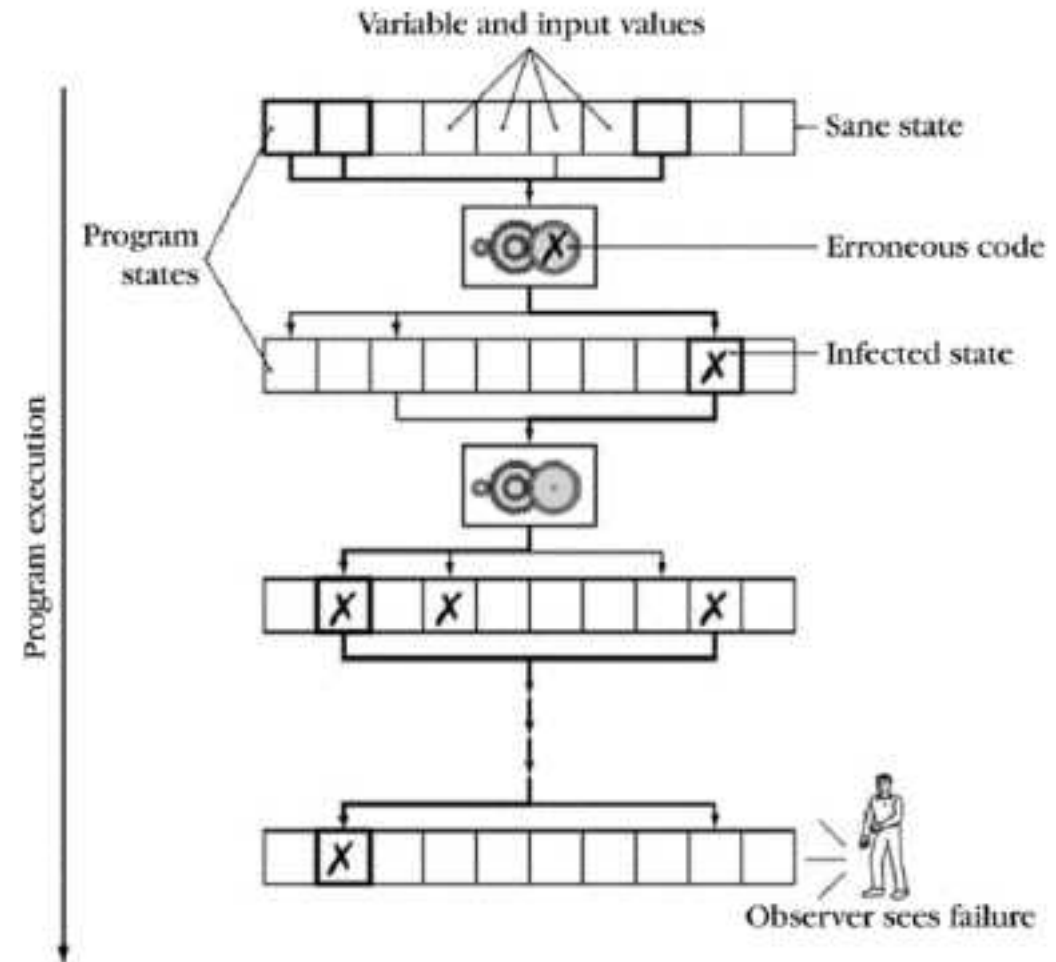 Variable and input values
Sane state
Program
states
Erroneous code
Infected state
Program execution
Observer sees failure